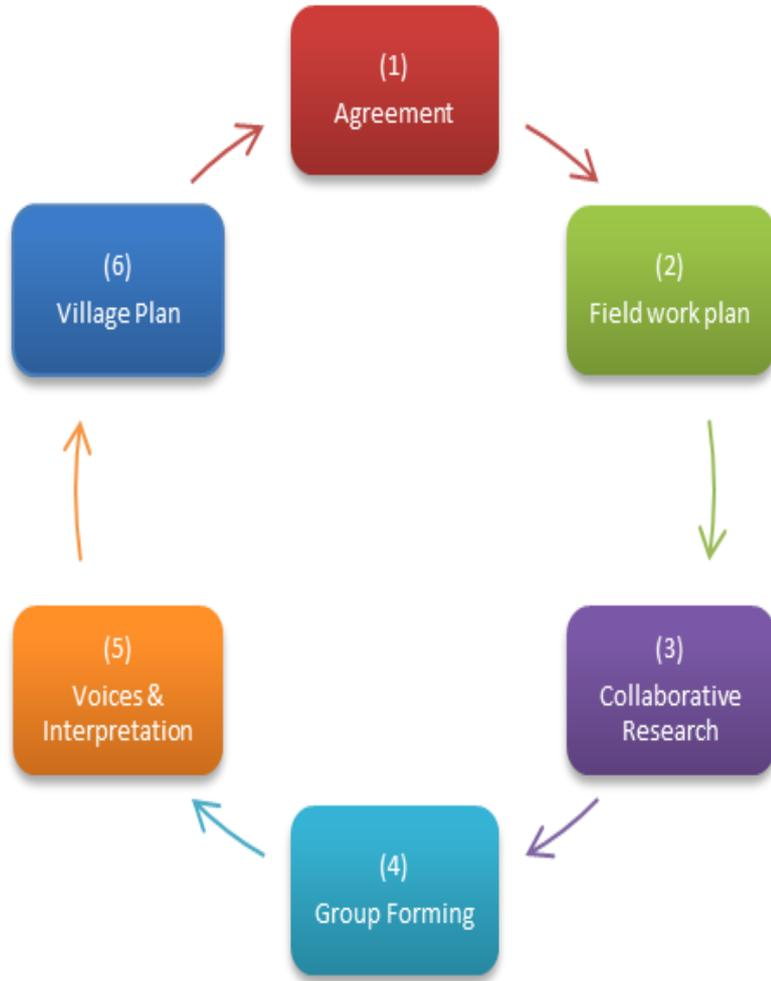 (1)
Agreement
(2)
Field work plan
(3)
Collaborative
Research
(4)
Group Forming
(5)
Voices &
Interpretation
(6)
Village Plan